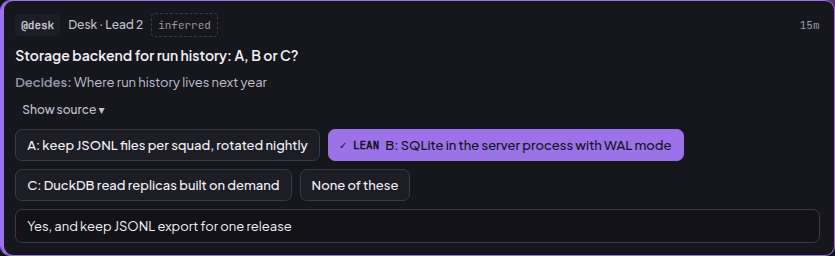 @desk Desk · Lead 2 inferred 15m
Storage backend for run history: A, B or C?
Decides: Where run history lives next year
Show source ▾
A: keep JSONL files per squad, rotated nightly ✓ LEAN B: SQLite in the server process with WAL mode
C: DuckDB read replicas built on demand None of these
Yes, and keep JSONL export for one release